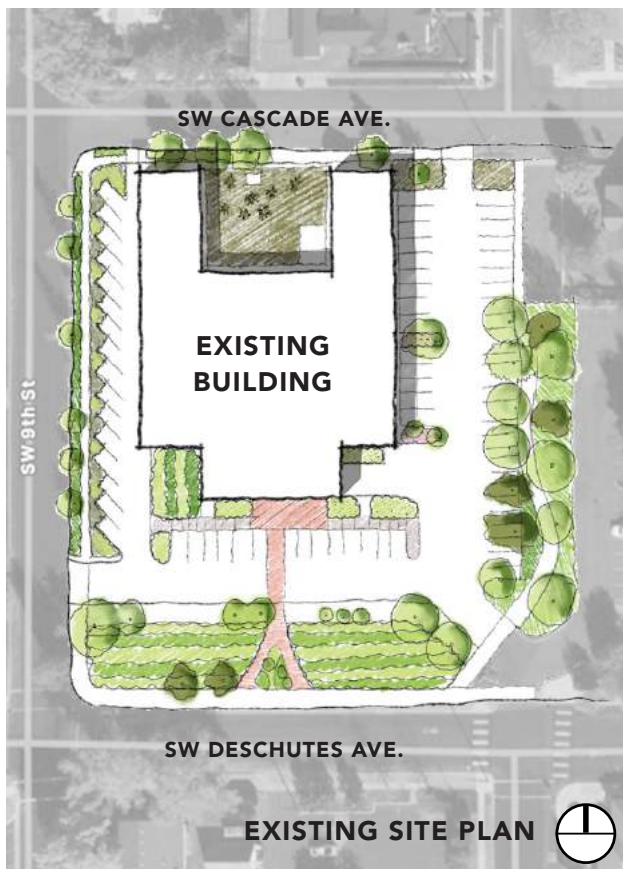 SW CASCADE AVE.
EXISTING
BUILDING
SW 9th St
SW DESCHUTES AVE.
EXISTING SITE PLAN